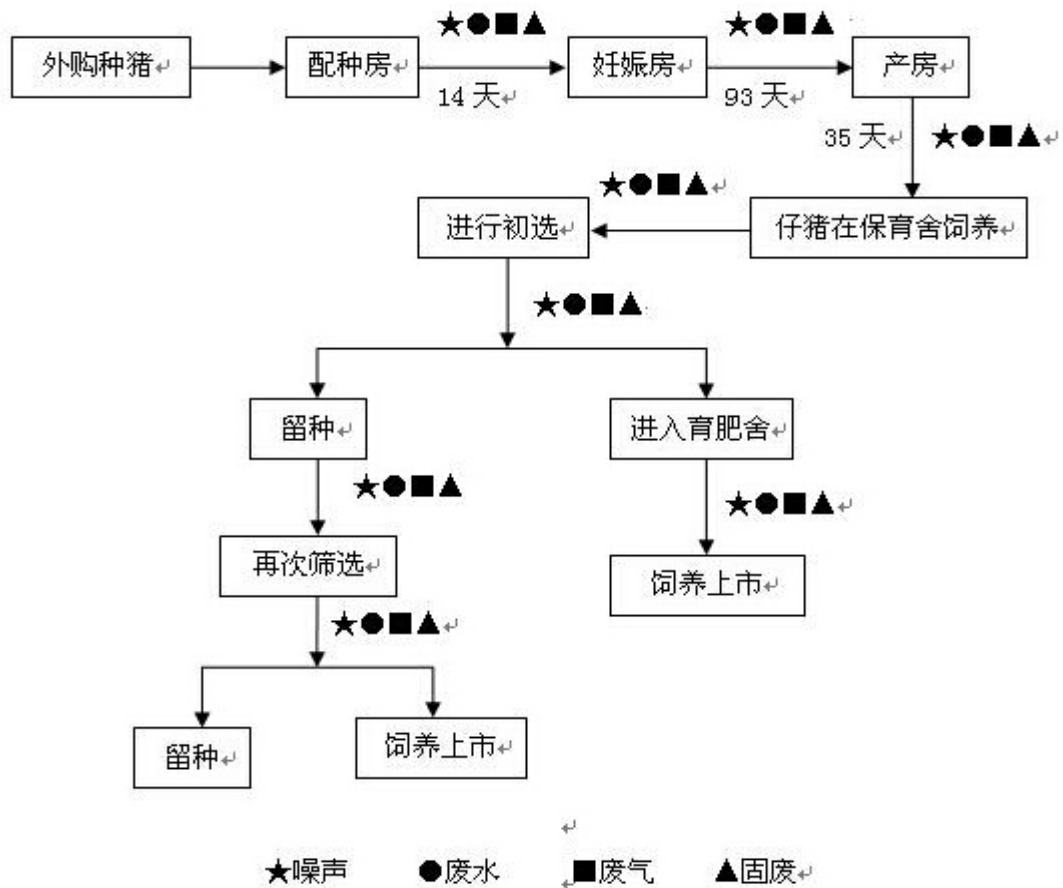 ★●■▲ ★●■▲
外购种猪 配种房 妊娠房 产房
14 天 93 天
35 天 ★●■▲
★●■▲
进行初选 仔猪在保育舍饲养
★●■▲
留种 进入育肥舍
★●■▲ ★●■▲
再次筛选 饲养上市
★●■▲
留种 饲养上市
★噪声 ●废水 ■废气 ▲固废